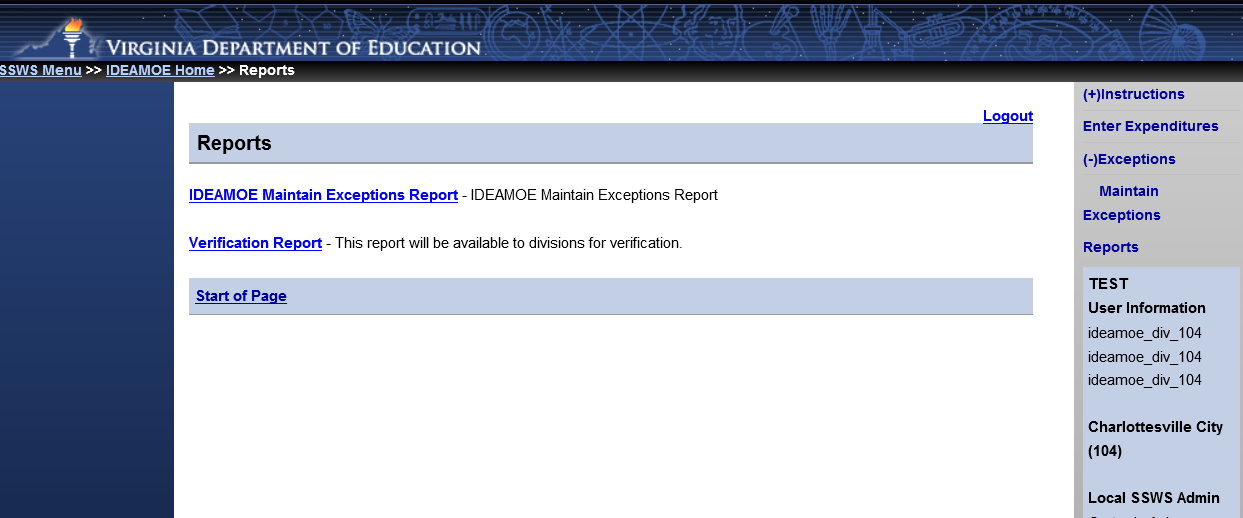 VIRGINIA DEPARTMENT OF EDUCATION
SSWS Menu >> IDEAMOE Home >> Reports
Logout
Reports
IDEAMOE Maintain Exceptions Report - IDEAMOE Maintain Exceptions Report
Verification Report - This report will be available to divisions for verification.
Start of Page
(+)Instructions
Enter Expenditures
(-)Exceptions
Maintain
Exceptions
Reports
TEST
User Information
ideamoe_div_104
ideamoe_div_104
ideamoe_div_104
Charlottesville City
(104)
Local SSWS Admin